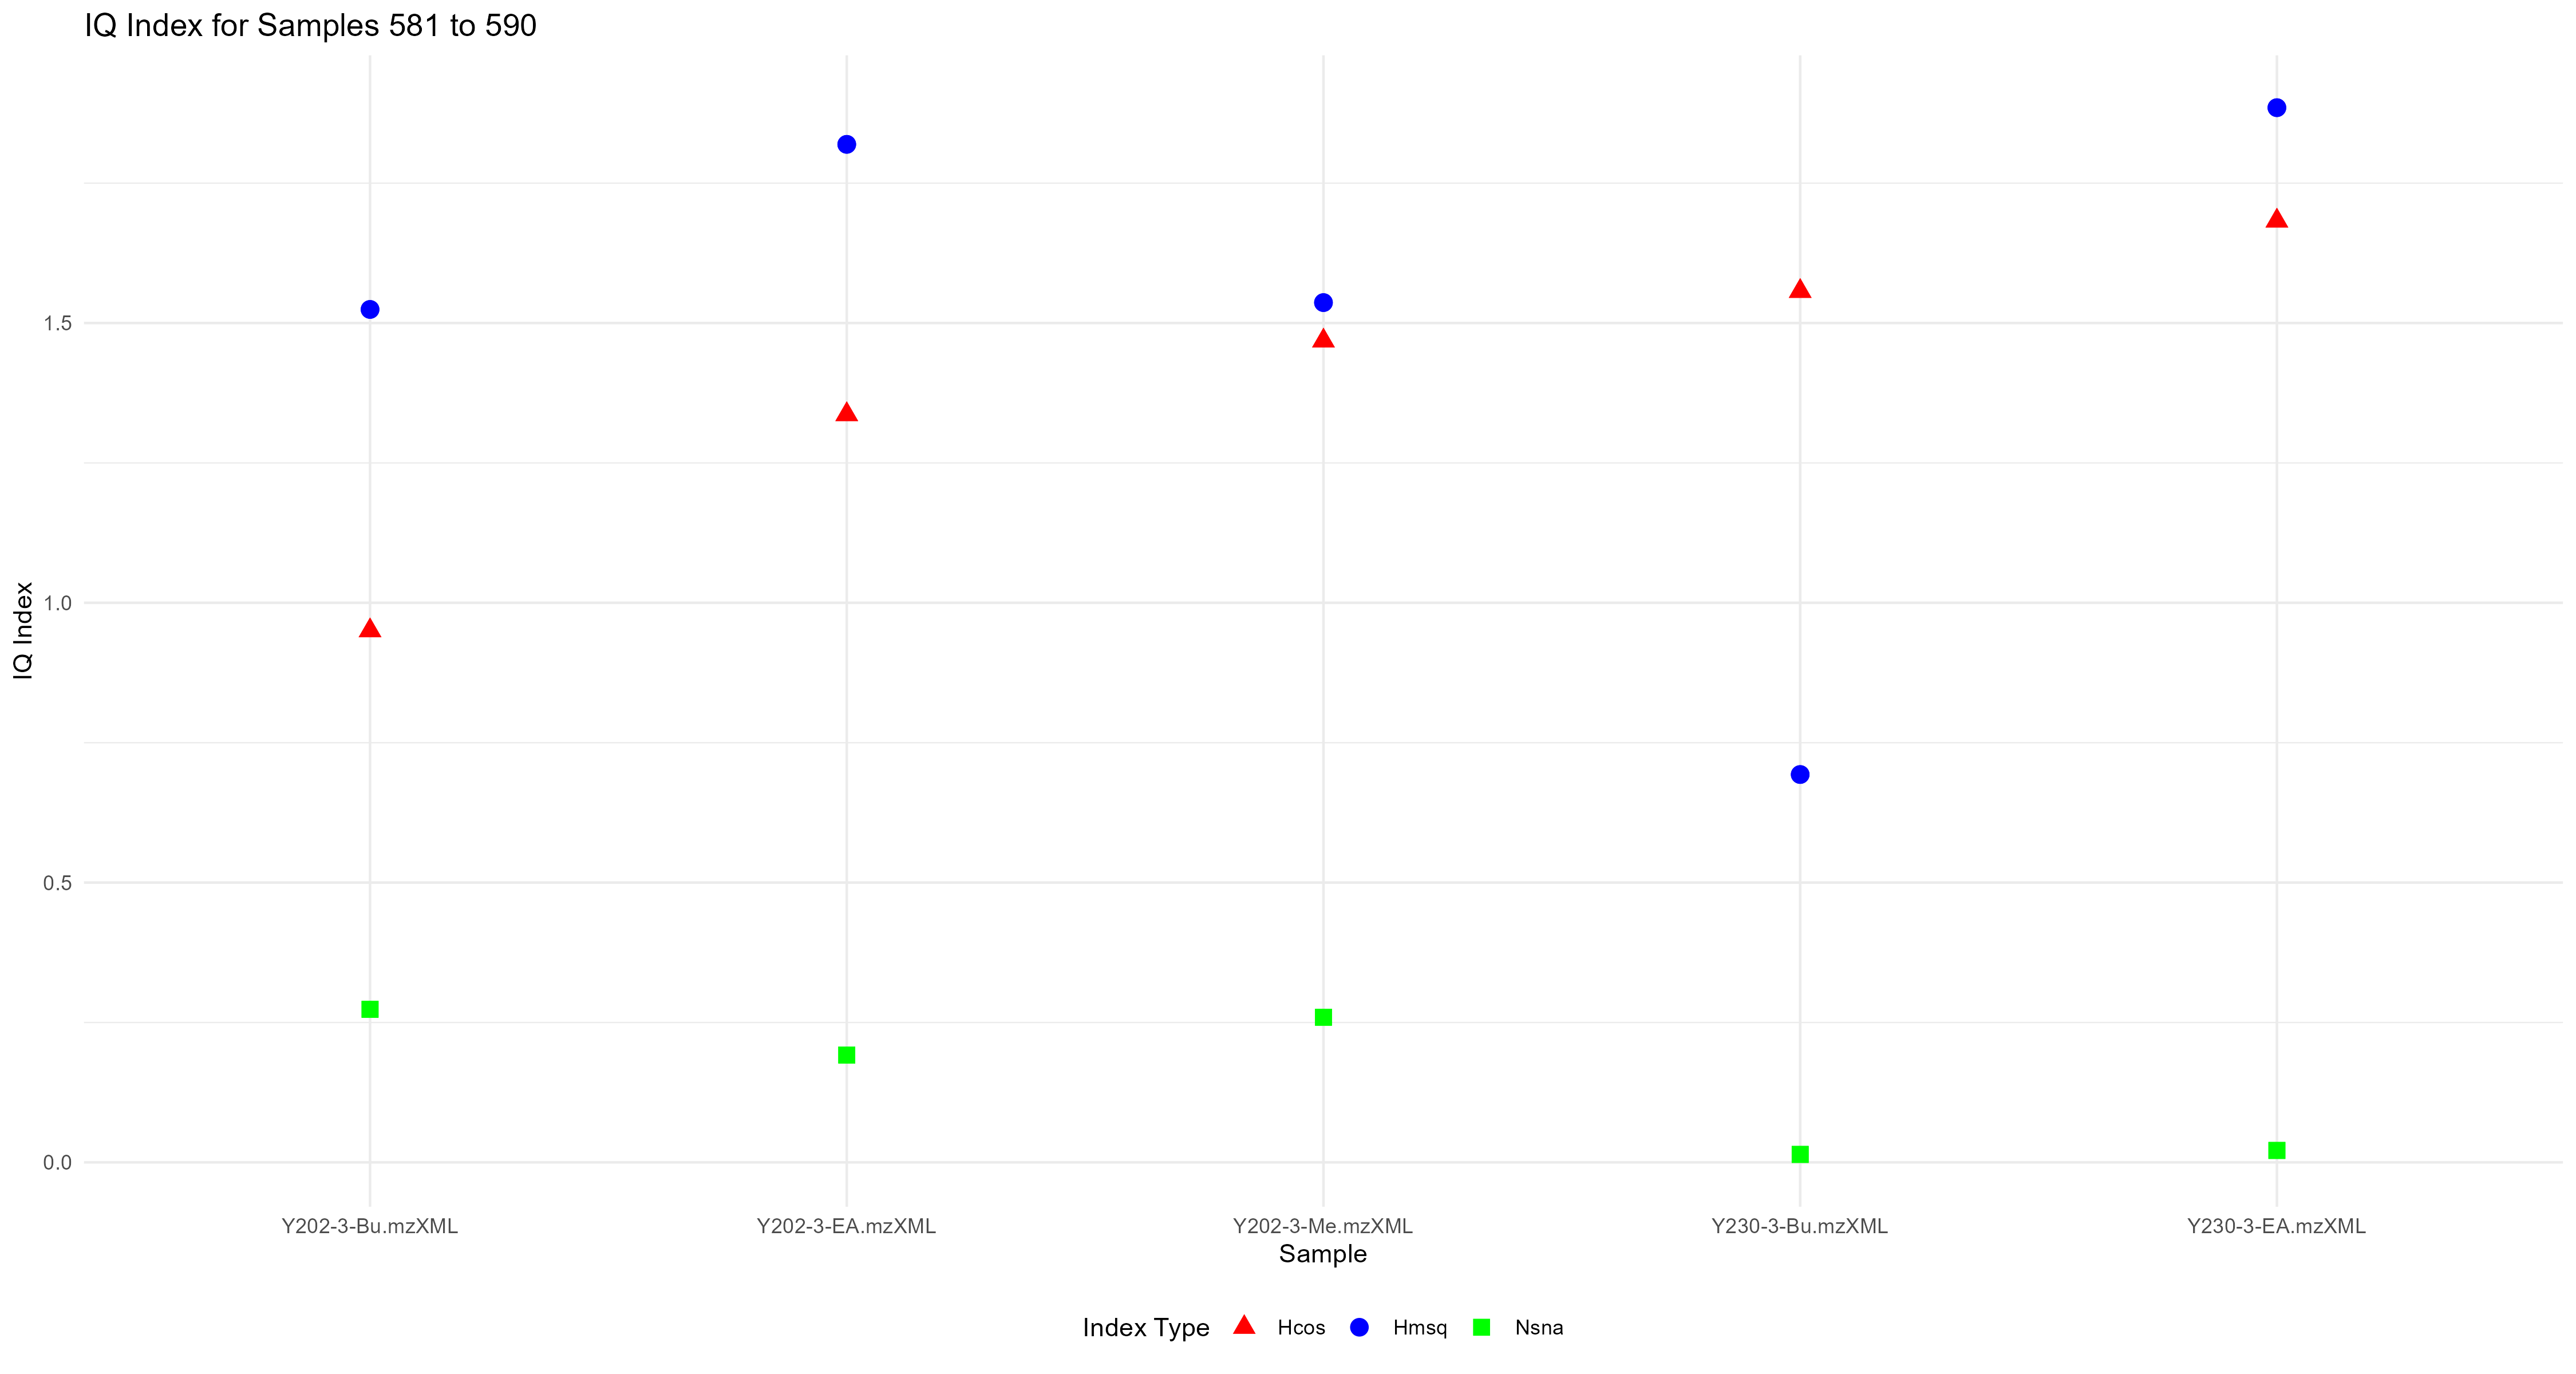 IQ Index for Samples 581 to 590
IQ Index
1.5
1.0
0.5
0.0
Y202-3-Bu.mzXML Y202-3-EA.mzXML Y202-3-Me.mzXML Y230-3-Bu.mzXML Y230-3-EA.mzXML
Sample
Index Type Hcos Hmsq Nsna